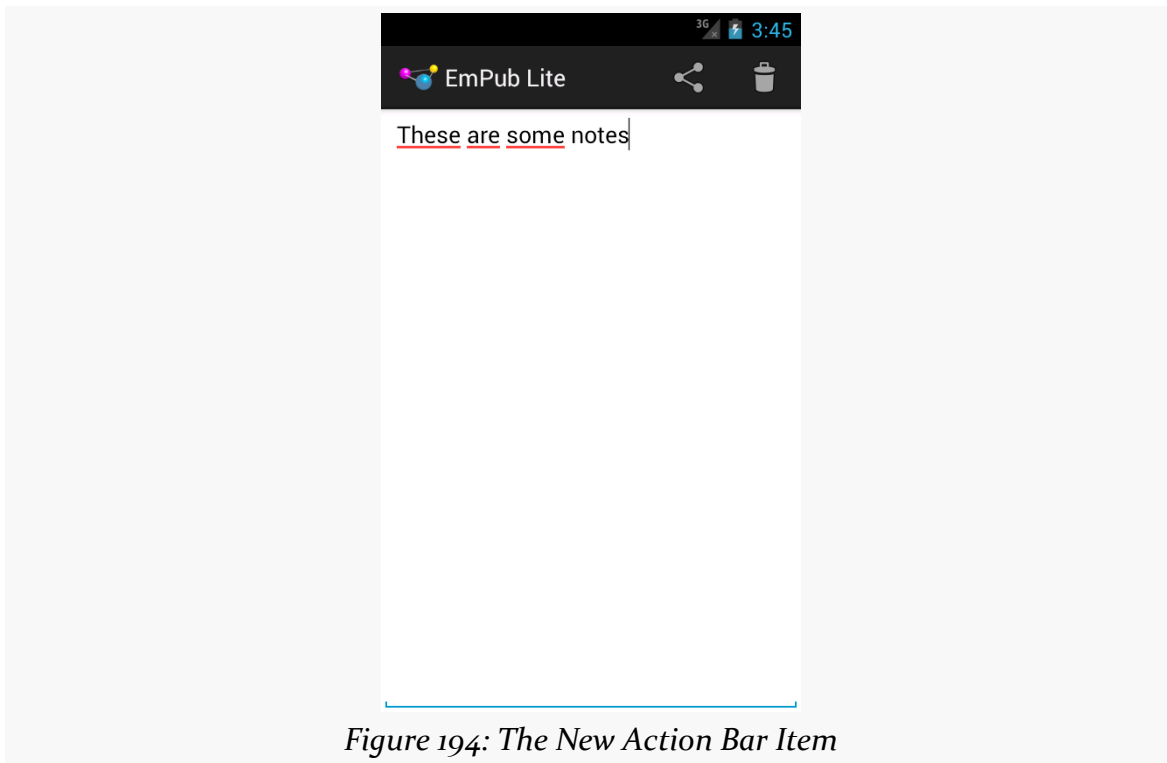 3G 3:45
EmPub Lite
These are some notes
Figure 194: The New Action Bar Item